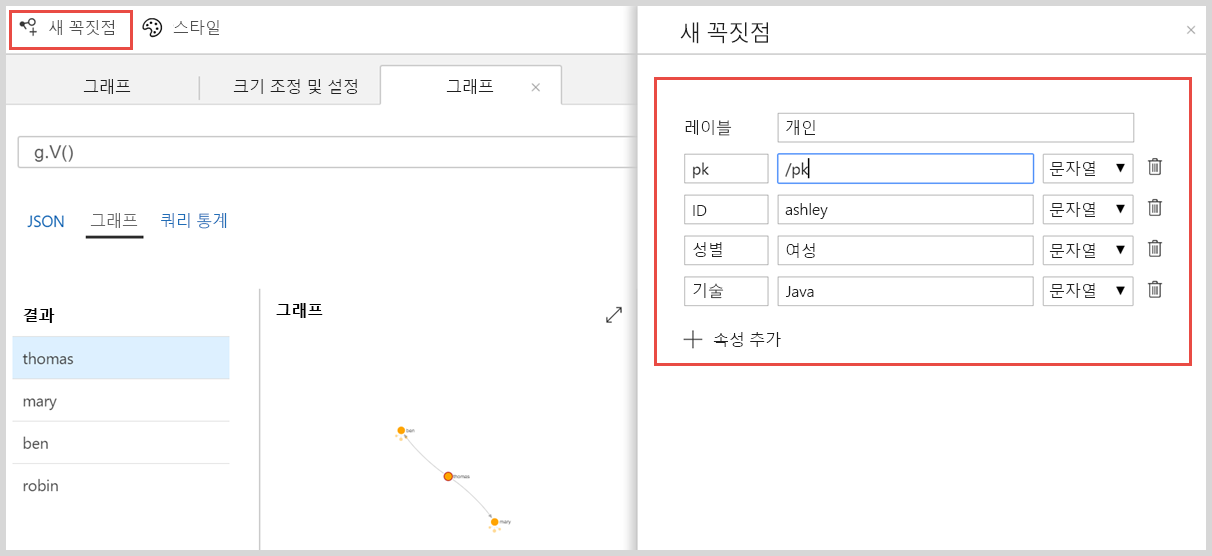 새 꼭짓점 스타일
그래프 크기 조정 및 설정 그래프 ×
g.V()
JSON 그래프 쿼리 통계
결과
thomas
mary
ben
robin
그래프
ben
thomas
mary
새 꼭짓점 ×
레이블 개인
pk /pk 문자열 ▼
ID ashley 문자열 ▼
성별 여성 문자열 ▼
기술 Java 문자열 ▼
속성 추가